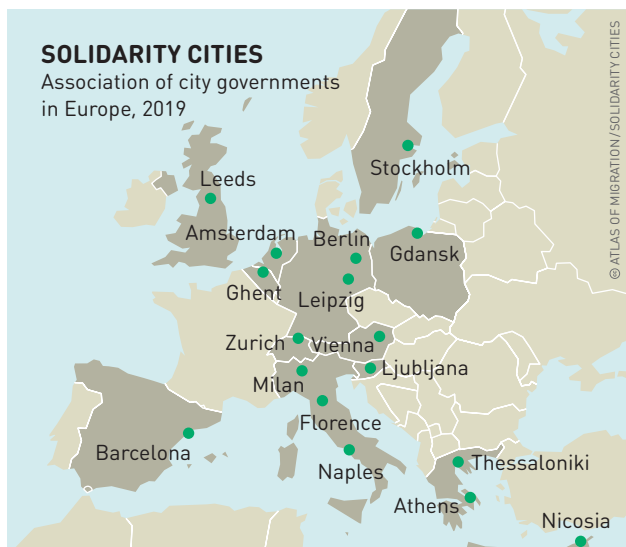 SOLIDARITY CITIES
Association of city governments
in Europe, 2019
Stockholm
Leeds
Amsterdam
Berlin
Gdansk
Ghent
Leipzig
Zurich
Vienna
Ljubljana
Milan
Florence
Barcelona
Naples
Thessaloniki
Athens
Nicosia
ATLAS OF MIGRATION/SOLIDARITY CITIES